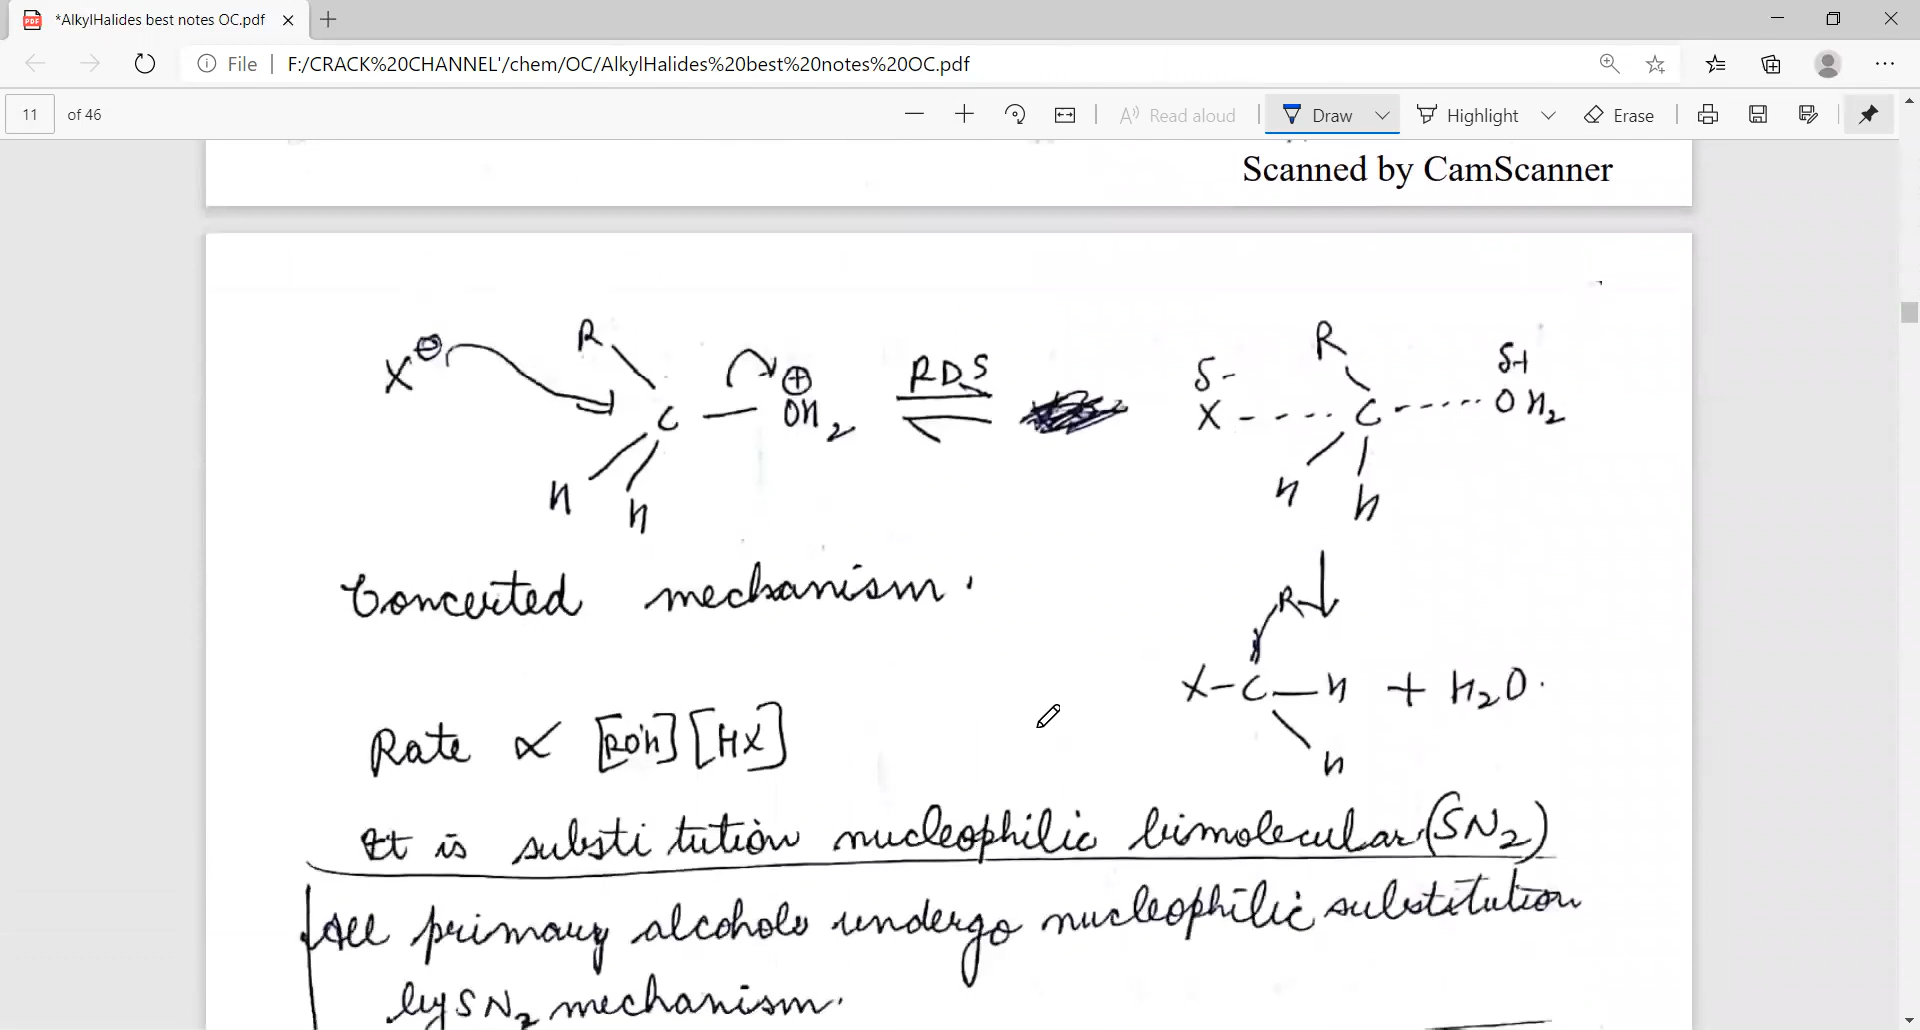 *AlkylHalides best notes OC.pdf
File
F:/CRACK%20CHANNEL'/chem/OC/AlkylHalides%20best%20notes%20OC.pdf
11 of 46
Read aloud
Draw
Highlight
Erase
Scanned by CamScanner
R R
X⊖ ⊕ RDS δ- δ+
C — OH2 X ---- C ----- OH2
H H H
H
Concerted mechanism.
R
X-C—H + H2O.
H
Rate ∝ [ROH] [HX]
It is substitution nucleophilic bimolecular (SN2)
All primary alcohols undergo nucleophilic substitution
by SN2 mechanism.